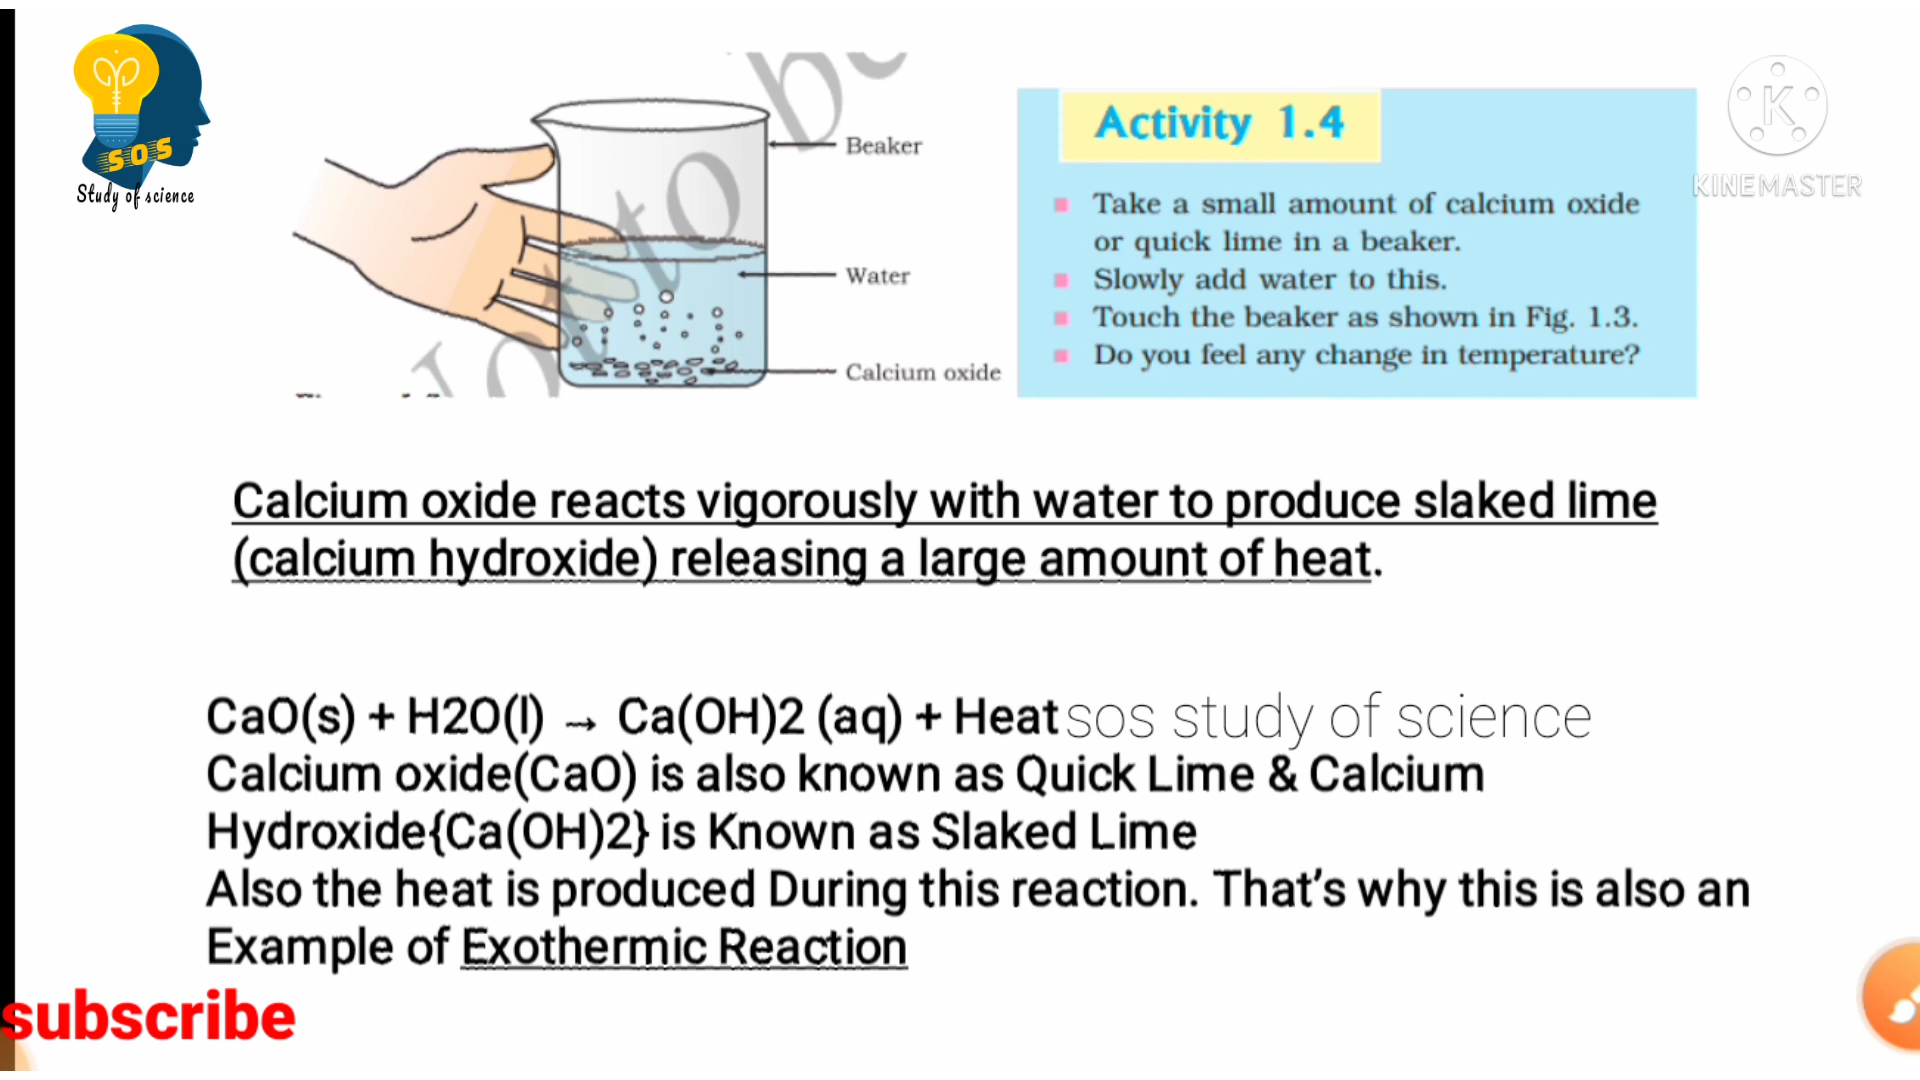 SOS
Study of science
Beaker
Water
Calcium oxide
Not to be
Activity 1.4
Take a small amount of calcium oxide
or quick lime in a beaker.
Slowly add water to this.
Touch the beaker as shown in Fig. 1.3.
Do you feel any change in temperature?
K
KINEMASTER
Calcium oxide reacts vigorously with water to produce slaked lime
(calcium hydroxide) releasing a large amount of heat.
CaO(s) + H2O(l) → Ca(OH)2 (aq) + Heat sos study of science
Calcium oxide(CaO) is also known as Quick Lime & Calcium
Hydroxide{Ca(OH)2} is Known as Slaked Lime
Also the heat is produced During this reaction. That's why this is also an
Example of Exothermic Reaction
subscribe